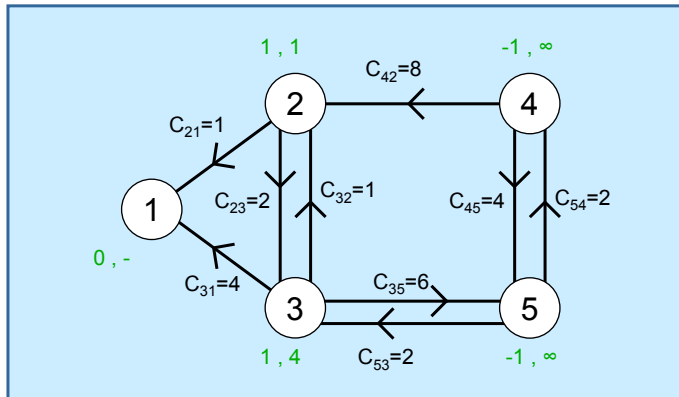 1 , 1
-1 , ∞
C42=8
2
4
C21=1
C23=2
C32=1
C45=4
C54=2
1
0 , -
C31=4
C35=6
3
5
C53=2
1 , 4
-1 , ∞